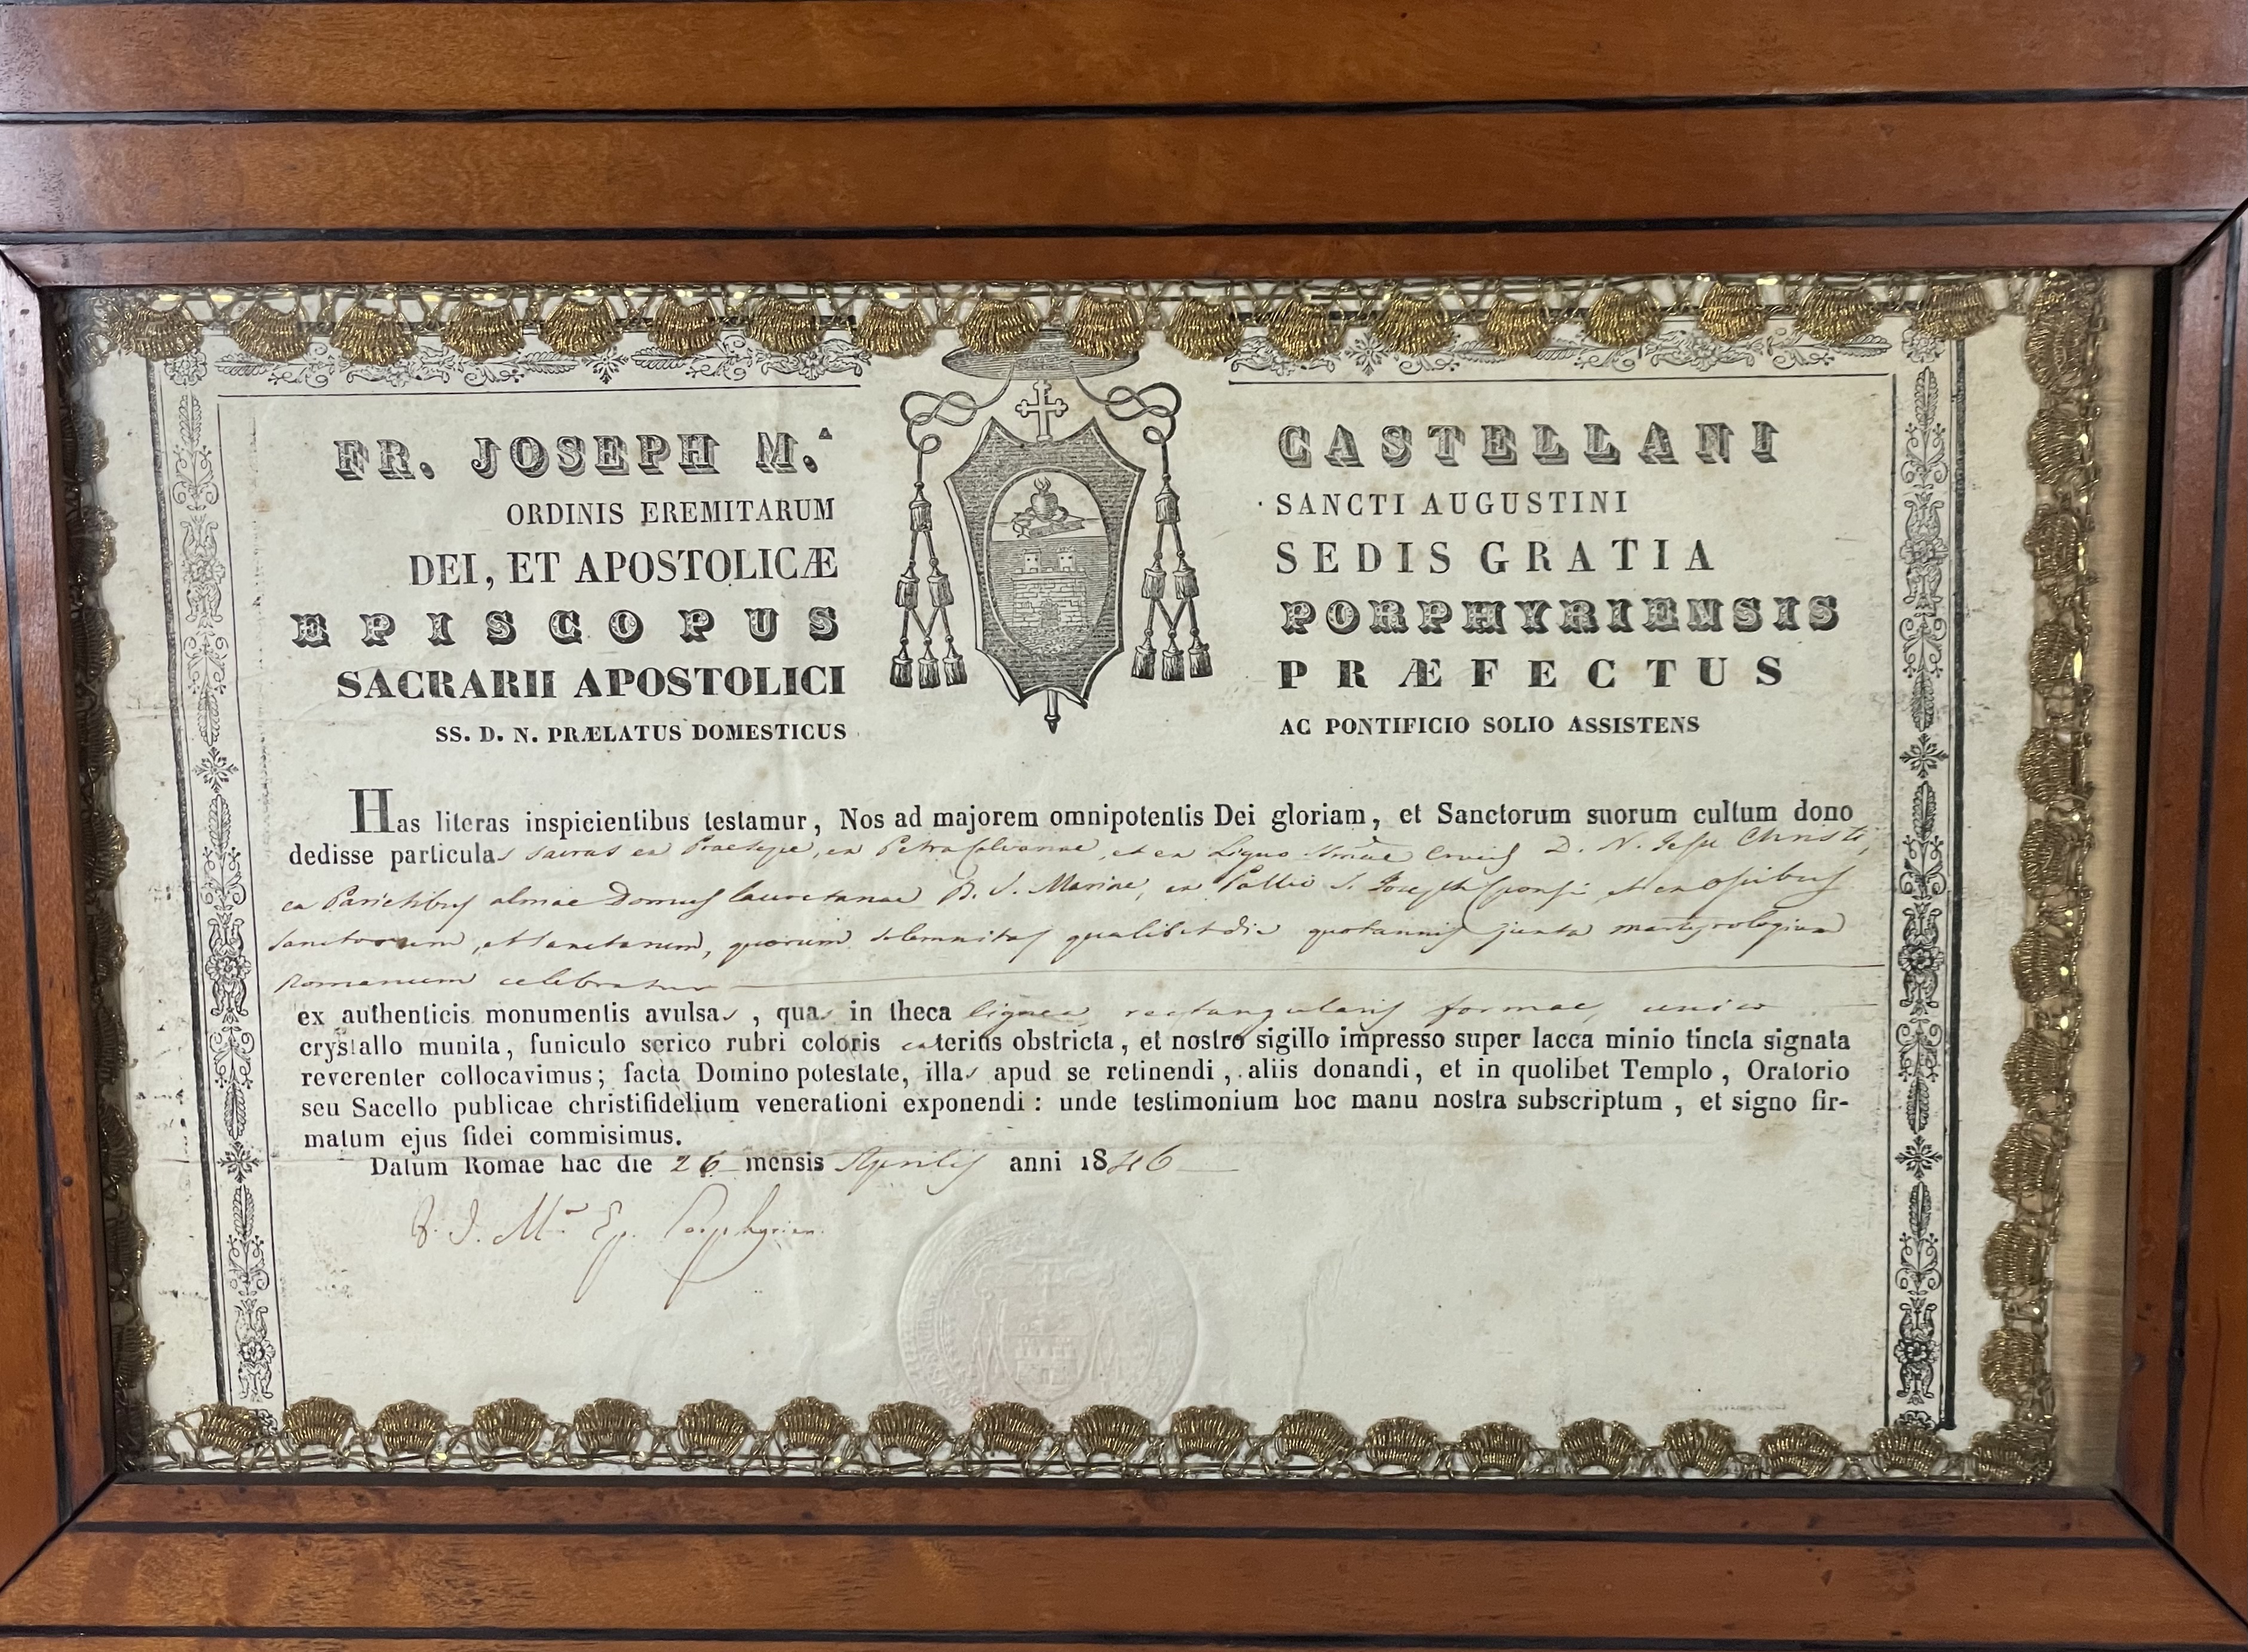 FR. JOSEPH M.ᴬ CASTELLANI
ORDINIS EREMITARUM SANCTI AUGUSTINI
DEI, ET APOSTOLICÆ SEDIS GRATIA
EPISCOPUS PORPHYRIENSIS
SACRARII APOSTOLICI PRÆFECTUS
SS. D. N. PRÆLATUS DOMESTICUS AC PONTIFICIO SOLIO ASSISTENS
Has literas inspicientibus testamur, Nos ad majorem omnipotentis Dei gloriam, et Sanctorum suorum cultum dono
dedisse particulas sacras ex Praesepe, ex Petra et ex Ligno Crucis D. N. Jesu Christi,
ex Parietibus almae Domus Lauretanae B. V. Mariae, ex Pallio S. Joseph Sponsi, et ex ossibus
Sanctorum, et Sanctarum, quorum solemnitas qualibet die quotannis juxta martyrologium
Romanum celebratur
ex authenticis monumentis avulsas, quas in theca lignea rectangularis formae, unico
crystallo munita, funiculo serico rubri coloris exterius obstricta, et nostro sigillo impresso super lacca minio tincta signata
reverenter collocavimus; facta Domino potestate, illas apud se retinendi, aliis donandi, et in quolibet Templo, Oratorio
seu Sacello publicae christifidelium venerationi exponendi: unde testimonium hoc manu nostra subscriptum, et signo fir-
matum ejus fidei commisimus.
Datum Romae hac die 26 mensis Aprilis anni 1846
F. J. M.ª Ep. Porphyrien.